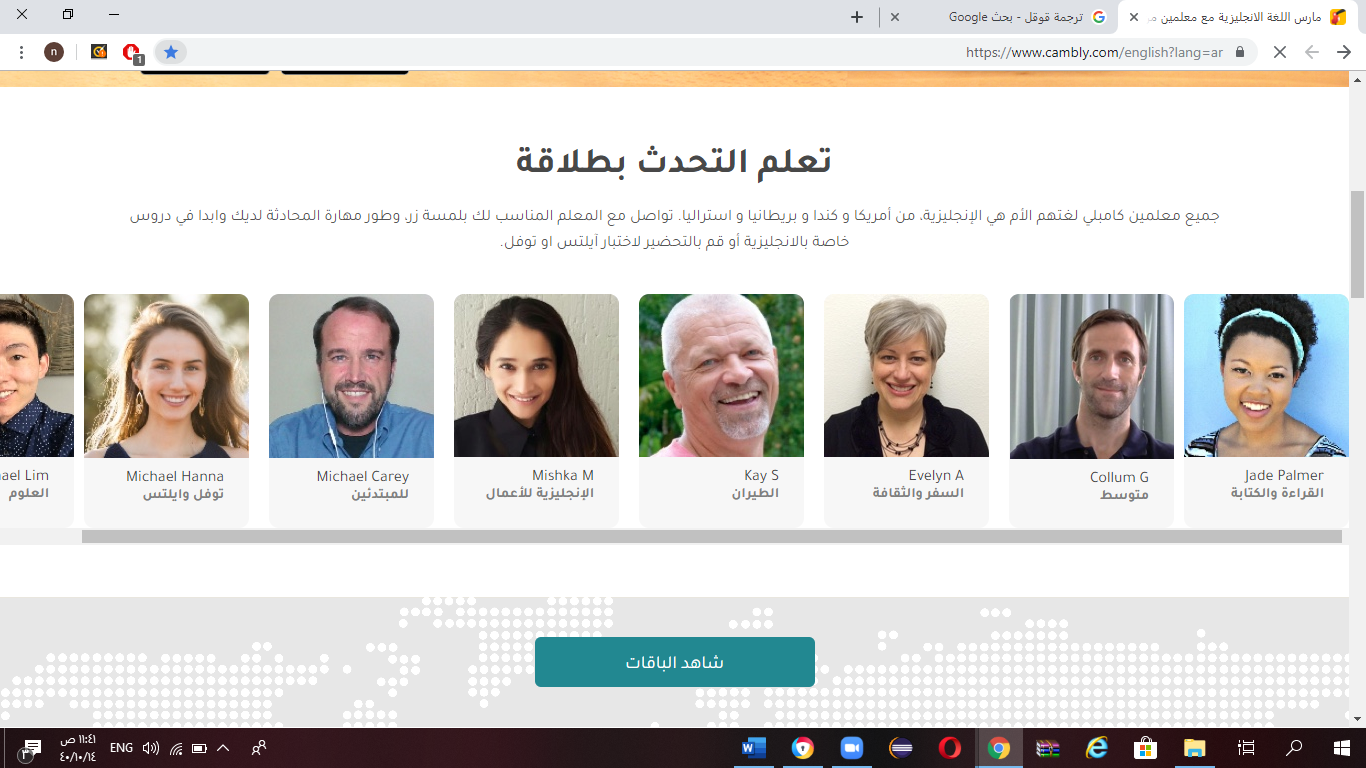 مارس اللغة الانجليزية مع معلمين
ترجمة قوقل - بحث Google
https://www.cambly.com/english?lang=ar
n
1
تعلم التحدث بطلاقة
جميع معلمين كامبلي لغتهم الأم هي الإنجليزية، من أمريكا و كندا و بريطانيا و استراليا. تواصل مع المعلم المناسب لك بلمسة زر، وطور مهارة المحادثة لديك وابدا في دروس
خاصة بالانجليزية أو قم بالتحضير لاختبار آيلتس او توفل.
Jade Palmer
القراءة والكتابة
Collum G
متوسط
Evelyn A
السفر والثقافة
Kay S
الطيران
Mishka M
الإنجليزية للأعمال
Michael Carey
للمبتدئين
Michael Hanna
توفل وايلتس
ael Lim
العلوم
شاهد الباقات
ENG
١١:٤١ ص
٤٠/١٠/١٤
٣